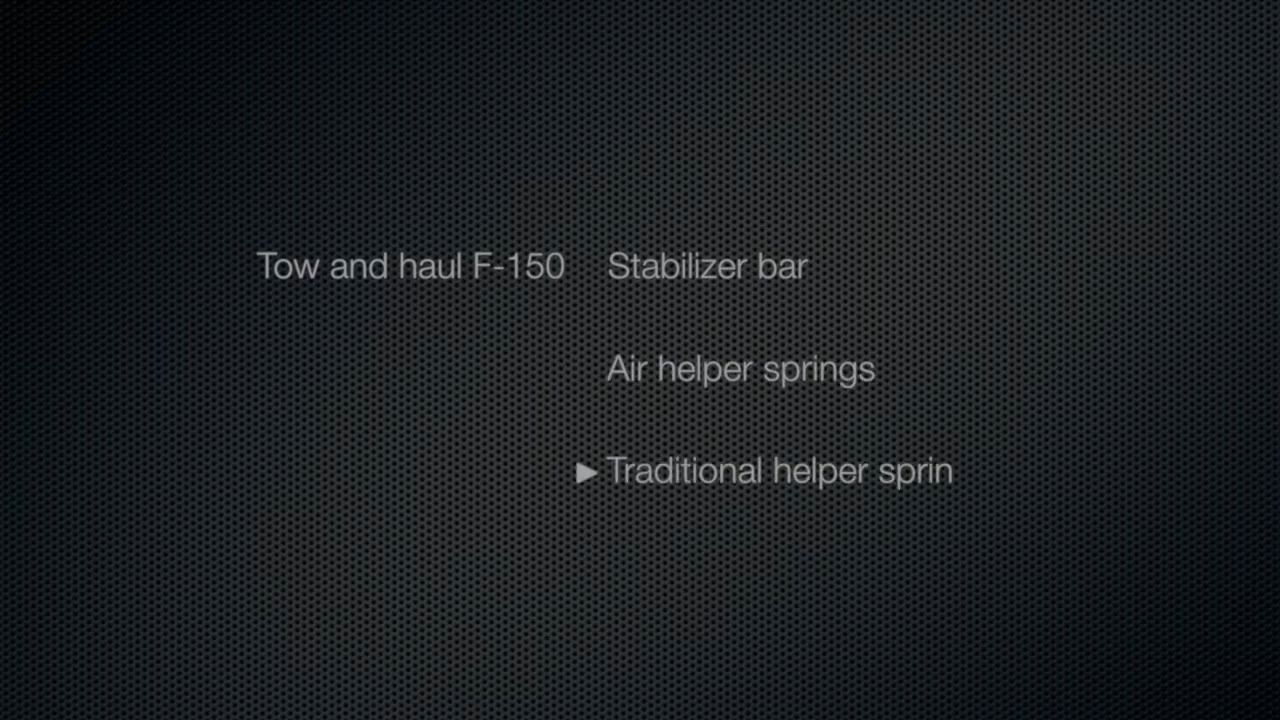 Tow and haul F-150 Stabilizer bar
Air helper springs
▶ Traditional helper sprin